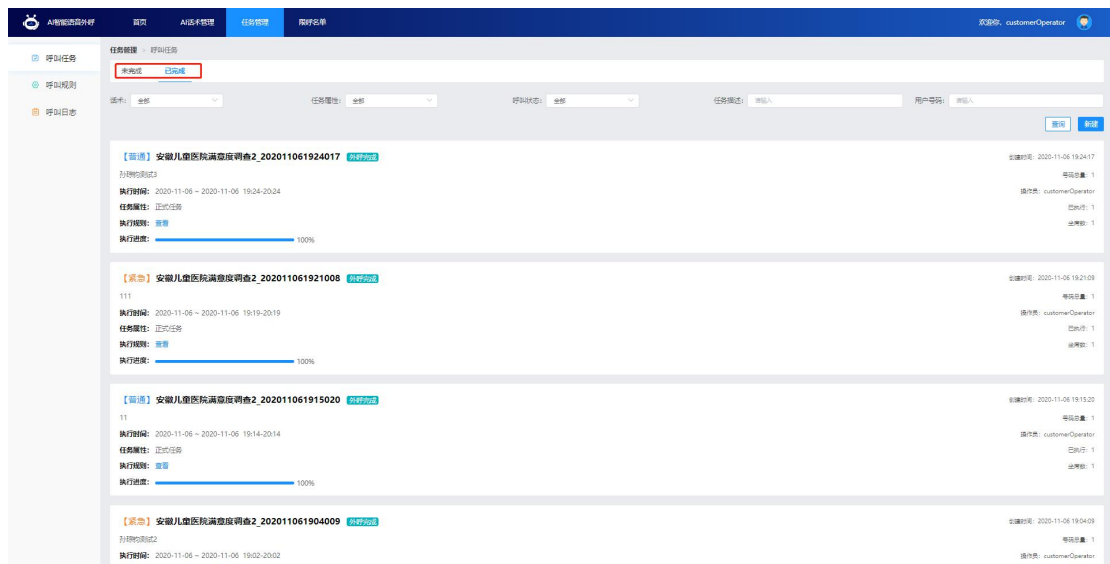 AI智能语音外呼 首页 AI话术管理 任务管理 限呼名单 欢迎你，customerOperator
呼叫任务
呼叫规则
呼叫日志
任务管理 > 呼叫任务
未完成 已完成
话术： 全部 任务属性： 全部 呼叫状态： 全部 任务描述： 请输入 用户号码： 请输入
查询 新建
【普通】安徽儿童医院满意度调查2_202011061924017 外呼完成 创建时间：2020-11-06 19:24:17
测试3 号码总量：1
执行时间： 2020-11-06 ~ 2020-11-06 19:24-20:24 操作员：customerOperator
任务属性： 正式任务 已执行：1
执行规则： 查看 坐席数：1
执行进度： 100%
【紧急】安徽儿童医院满意度调查2_202011061921008 外呼完成 创建时间：2020-11-06 19:21:09
111 号码总量：1
执行时间： 2020-11-06 ~ 2020-11-06 19:19-20:19 操作员：customerOperator
任务属性： 正式任务 已执行：1
执行规则： 查看 坐席数：1
执行进度： 100%
【普通】安徽儿童医院满意度调查2_202011061915020 外呼完成 创建时间：2020-11-06 19:15:20
11 号码总量：1
执行时间： 2020-11-06 ~ 2020-11-06 19:14-20:14 操作员：customerOperator
任务属性： 正式任务 已执行：1
执行规则： 查看 坐席数：1
执行进度： 100%
【紧急】安徽儿童医院满意度调查2_202011061904009 外呼完成 创建时间：2020-11-06 19:04:09
测试2 号码总量：1
执行时间： 2020-11-06 ~ 2020-11-06 19:02-20:02 操作员：customerOperator